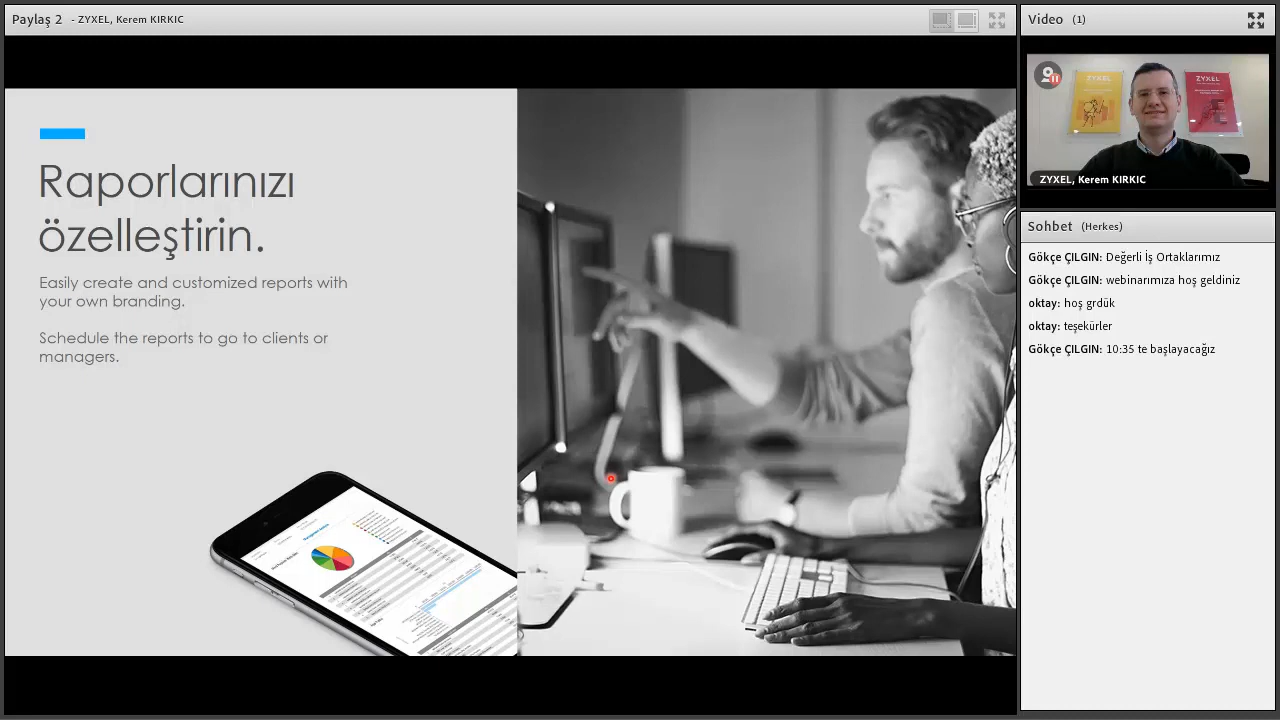 Paylaş 2 - ZYXEL, Kerem KIRKIC
Raporlarınızı
özelleştirin.
Easily create and customized reports with
your own branding.
Schedule the reports to go to clients or
managers.
Video (1)
ZYXEL
ZYXEL
ZYXEL, Kerem KIRKIC
Sohbet (Herkes)
Gökçe ÇILGIN: Değerli İş Ortaklarımız
Gökçe ÇILGIN: webinarımıza hoş geldiniz
oktay: hoş grdük
oktay: teşekürler
Gökçe ÇILGIN: 10:35 te başlayacağız